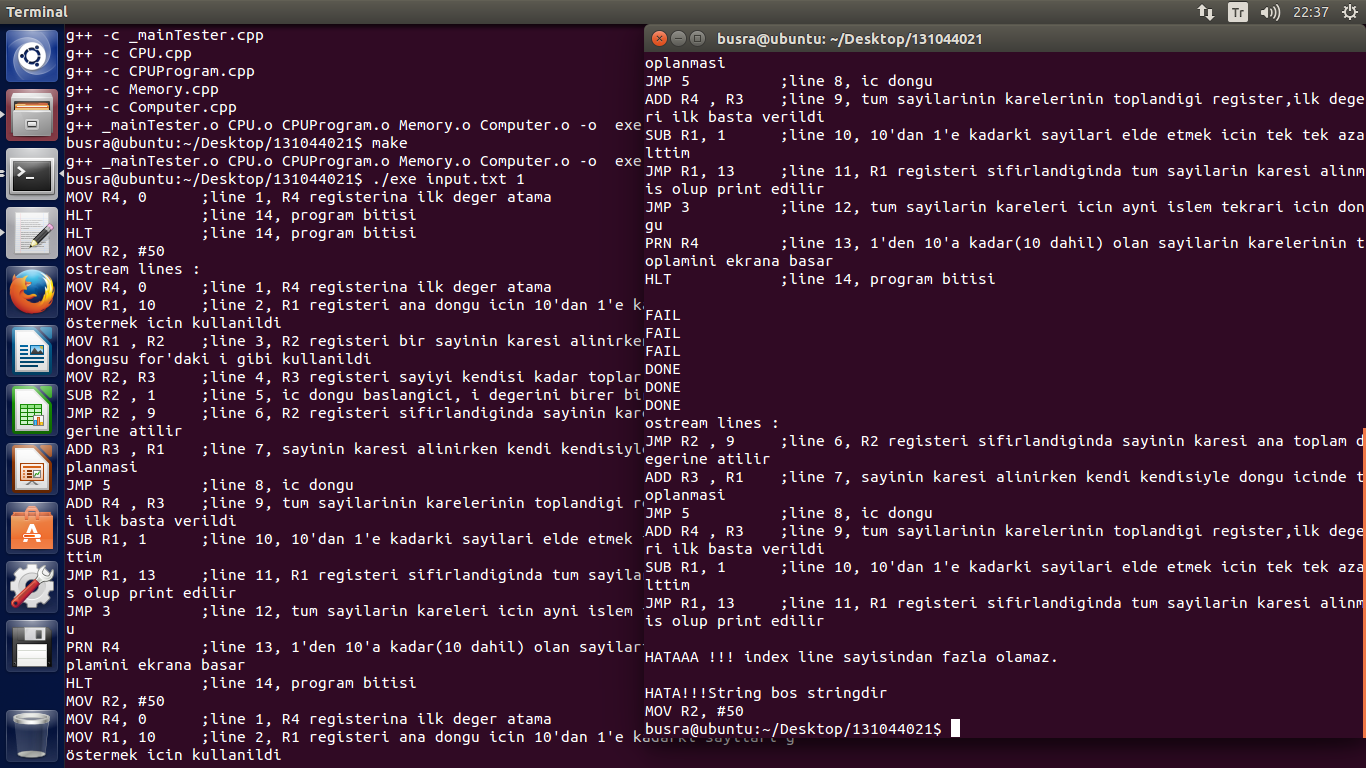 Terminal
Tr
22:37
g++ -c _mainTester.cpp
g++ -c CPU.cpp
g++ -c CPUProgram.cpp
g++ -c Memory.cpp
g++ -c Computer.cpp
g++ _mainTester.o CPU.o CPUProgram.o Memory.o Computer.o -o  exe
busra@ubuntu:~/Desktop/131044021$ make
g++ _mainTester.o CPU.o CPUProgram.o Memory.o Computer.o -o  exe
busra@ubuntu:~/Desktop/131044021$ ./exe input.txt 1
MOV R4, 0       ;line 1, R4 registerina ilk deger atama
HLT             ;line 14, program bitisi
HLT             ;line 14, program bitisi
MOV R2, #50
ostream lines :
MOV R4, 0       ;line 1, R4 registerina ilk deger atama
MOV R1, 10      ;line 2, R1 registeri ana dongu icin 10'dan 1'e
östermek icin kullanildi
MOV R1 , R2     ;line 3, R2 registeri bir sayinin karesi alinirke
dongusu for'daki i gibi kullanildi
MOV R2, R3      ;line 4, R3 registeri sayiyi kendisi kadar toplar
SUB R2 , 1      ;line 5, ic dongu baslangici, i degerini birer bi
JMP R2 , 9      ;line 6, R2 registeri sifirlandiginda sayinin kar
gerine atilir
ADD R3 , R1     ;line 7, sayinin karesi alinirken kendi kendisiyl
planmasi
JMP 5           ;line 8, ic dongu
ADD R4 , R3     ;line 9, tum sayilarinin karelerinin toplandigi r
i ilk basta verildi
SUB R1, 1       ;line 10, 10'dan 1'e kadarki sayilari elde etmek
ttim
JMP R1, 13      ;line 11, R1 registeri sifirlandiginda tum sayila
s olup print edilir
JMP 3           ;line 12, tum sayilarin kareleri icin ayni islem
u
PRN R4          ;line 13, 1'den 10'a kadar(10 dahil) olan sayilar
plamini ekrana basar
HLT             ;line 14, program bitisi
MOV R2, #50
MOV R4, 0       ;line 1, R4 registerina ilk deger atama
MOV R1, 10      ;line 2, R1 registeri ana dongu icin 10'dan 1'e kadarki sayilari g
östermek icin kullanildi
busra@ubuntu: ~/Desktop/131044021
oplanmasi
JMP 5           ;line 8, ic dongu
ADD R4 , R3     ;line 9, tum sayilarinin karelerinin toplandigi register,ilk dege
ri ilk basta verildi
SUB R1, 1       ;line 10, 10'dan 1'e kadarki sayilari elde etmek icin tek tek aza
lttim
JMP R1, 13      ;line 11, R1 registeri sifirlandiginda tum sayilarin karesi alinm
is olup print edilir
JMP 3           ;line 12, tum sayilarin kareleri icin ayni islem tekrari icin don
gu
PRN R4          ;line 13, 1'den 10'a kadar(10 dahil) olan sayilarin karelerinin t
oplamini ekrana basar
HLT             ;line 14, program bitisi
FAIL
FAIL
FAIL
DONE
DONE
DONE
ostream lines :
JMP R2 , 9      ;line 6, R2 registeri sifirlandiginda sayinin karesi ana toplam d
egerine atilir
ADD R3 , R1     ;line 7, sayinin karesi alinirken kendi kendisiyle dongu icinde t
oplanmasi
JMP 5           ;line 8, ic dongu
ADD R4 , R3     ;line 9, tum sayilarinin karelerinin toplandigi register,ilk dege
ri ilk basta verildi
SUB R1, 1       ;line 10, 10'dan 1'e kadarki sayilari elde etmek icin tek tek aza
lttim
JMP R1, 13      ;line 11, R1 registeri sifirlandiginda tum sayilarin karesi alinm
is olup print edilir
HATAAA !!! index line sayisindan fazla olamaz.
HATA!!!String bos stringdir
MOV R2, #50
busra@ubuntu:~/Desktop/131044021$